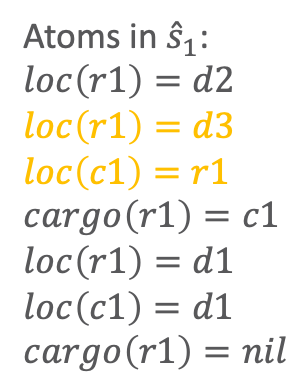 Atoms in ŝ₁:
loc(r1) = d2
loc(r1) = d3
loc(c1) = r1
cargo(r1) = c1
loc(r1) = d1
loc(c1) = d1
cargo(r1) = nil